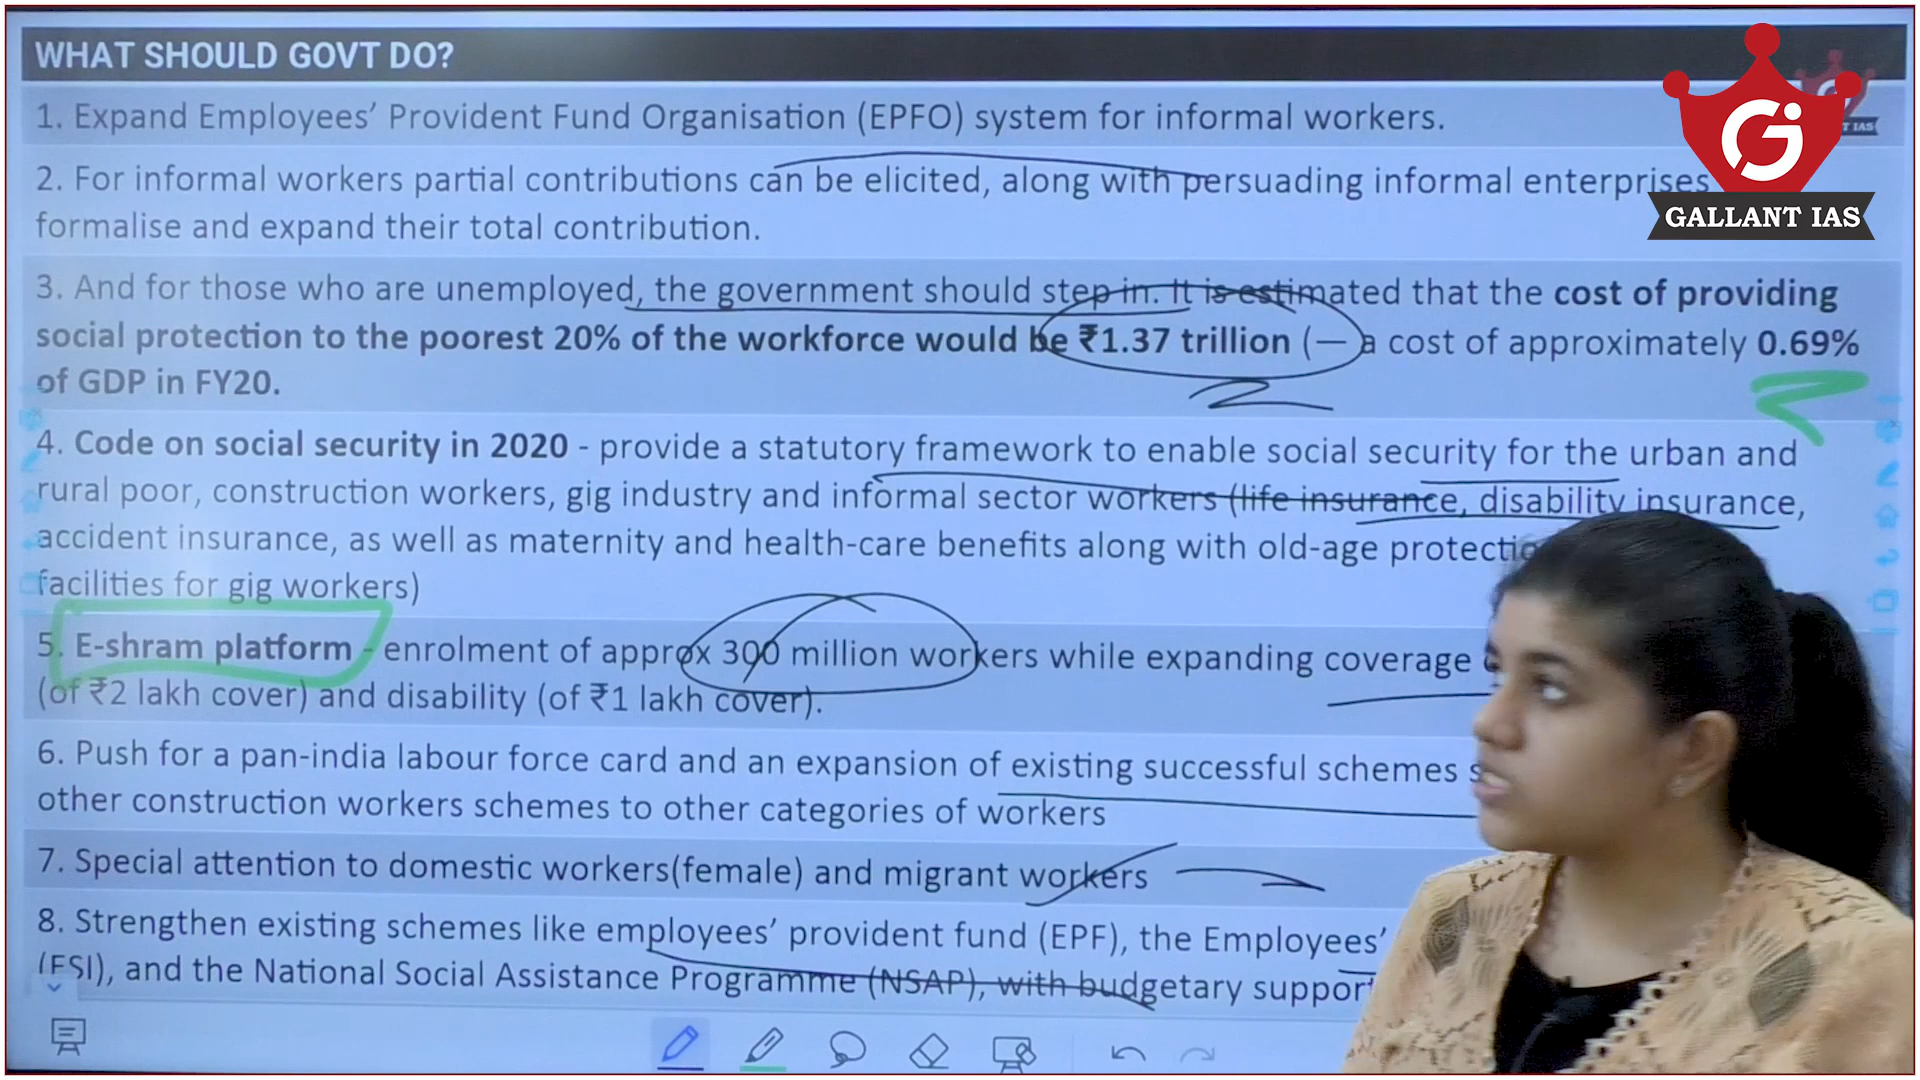 WHAT SHOULD GOVT DO?
1. Expand Employees’ Provident Fund Organisation (EPFO) system for informal workers.
2. For informal workers partial contributions can be elicited, along with persuading informal enterprises
formalise and expand their total contribution.
3. And for those who are unemployed, the government should step in. It is estimated that the cost of providing
social protection to the poorest 20% of the workforce would be ₹1.37 trillion (— a cost of approximately 0.69%
of GDP in FY20.
4. Code on social security in 2020 - provide a statutory framework to enable social security for the urban and
rural poor, construction workers, gig industry and informal sector workers (life insurance, disability insurance,
accident insurance, as well as maternity and health-care benefits along with old-age
facilities for gig workers)
5. E-shram platform - enrolment of approx 300 million workers while expanding coverage
(of ₹2 lakh cover) and disability (of ₹1 lakh cover).
6. Push for a pan-india labour force card and an expansion of existing successful schemes
other construction workers schemes to other categories of workers
7. Special attention to domestic workers(female) and migrant workers
8. Strengthen existing schemes like employees’ provident fund (EPF), the Employees’
(ESI), and the National Social Assistance Programme (NSAP), with budgetary support
GALLANT IAS